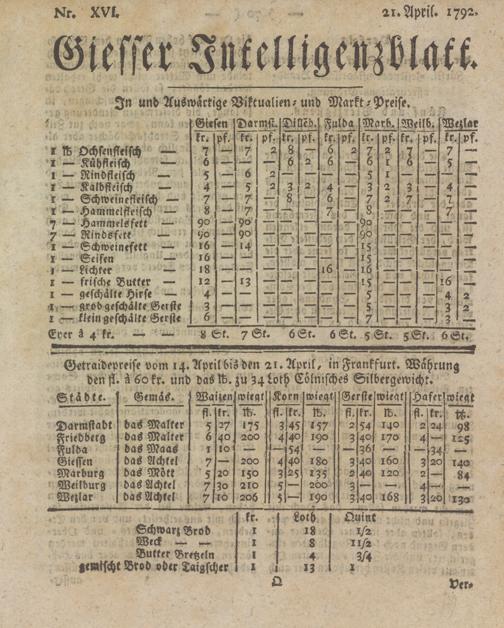 Nr. XVI. 21. April. 1792.
Giesser Intelligenzblatt.
In und Auswärtige Viktualien- und Markt-Preise.
Giesen Darmst. Dilleb. Fulda Marb. Weilb. Wezlar
kr. pf. kr. pf. kr. pf. kr. pf. kr. pf. kr. pf. kr. pf.
1 ℔ Ochsenfleisch — 7 — 7 2 8 — 6 2 7 2 7 — 7 —
1 — Kühfleisch — 6 — — — 6 2 6 — 6 1 6 — 5 —
1 — Rindfleisch — 5 — 6 2 — — — — 5 1 — — — —
1 — Kalbfleisch — 4 — 5 2 3 2 4 — 3 2 3 — 4 —
1 — Schweinefleisch — 7 — 7 — 8 — 6 — 7 2 7 — 7 —
1 — Hammelfleisch — 8 — 7 — — — 7 — 8 — — — 7 —
7 — Hammelsfett — 90 — 90 — — — — — 90 — — — — —
7 — Rindsfett — 90 — 90 — — — — — 90 — — — — —
1 — Schweinefett — 16 — 14 — — — — — 15 — — — — —
1 — Seifen — 16 — — — — — — — 15 — — — — —
1 — Lichter — 18 — — — — — 16 — 16 — — — — —
1 — frische Butter — 12 — 13 — — — — — 15 — — — 16 —
1 — geschälte Hirse — 4 — — — — — — — 5 — — — 4 2
1 — grob geschälte Gerste 3 — — — — — — — 5 — — — 3 2
1 — klein geschälte Gerste 6 — — — — — — — 7 — — — 3 —
Eyer à 4 kr. — — 8 St. 7 St. 6 St. 6 St. 5 St. 5 St. 6 St.
Getraidepreise vom 14. April bis den 21. April, in Frankfurt. Währung
den fl. à 60 kr. und das ℔. zu 34 Loth Cölnisches Silbergewicht.
Städte. Gemäs. Waizen wiegt Korn wiegt Gerste wiegt Hafer wiegt
fl. kr. ℔. fl. kr. ℔. fl. kr. ℔. fl. kr. ℔.
Darmstadt das Malter 5 27 175 3 45 157 2 54 140 2 24 98
Friedberg das Malter 6 40 200 4 40 190 3 40 170 4 — 125
Fulda das Maas 1 10 — — 54 — — 36 — — 34 —
Giessen das Achtel 7 — 200 4 40 180 3 40 160 3 20 140
Marburg das Mött 5 20 150 3 25 135 2 40 120 2 — 84
Weilburg das Achtel 7 30 210 5 — 200 — — — 3 — —
Wezlar das Achtel 7 10 206 5 — 190 3 40 168 3 20 130
kr. Loth Quint
Schwarz Brod 1 18 1/2
Weck — — 1 8 11/2
Butter Bretzeln 1 4 3/4
gemischt Brod oder Taigscher 1 13 1
Q Ver-